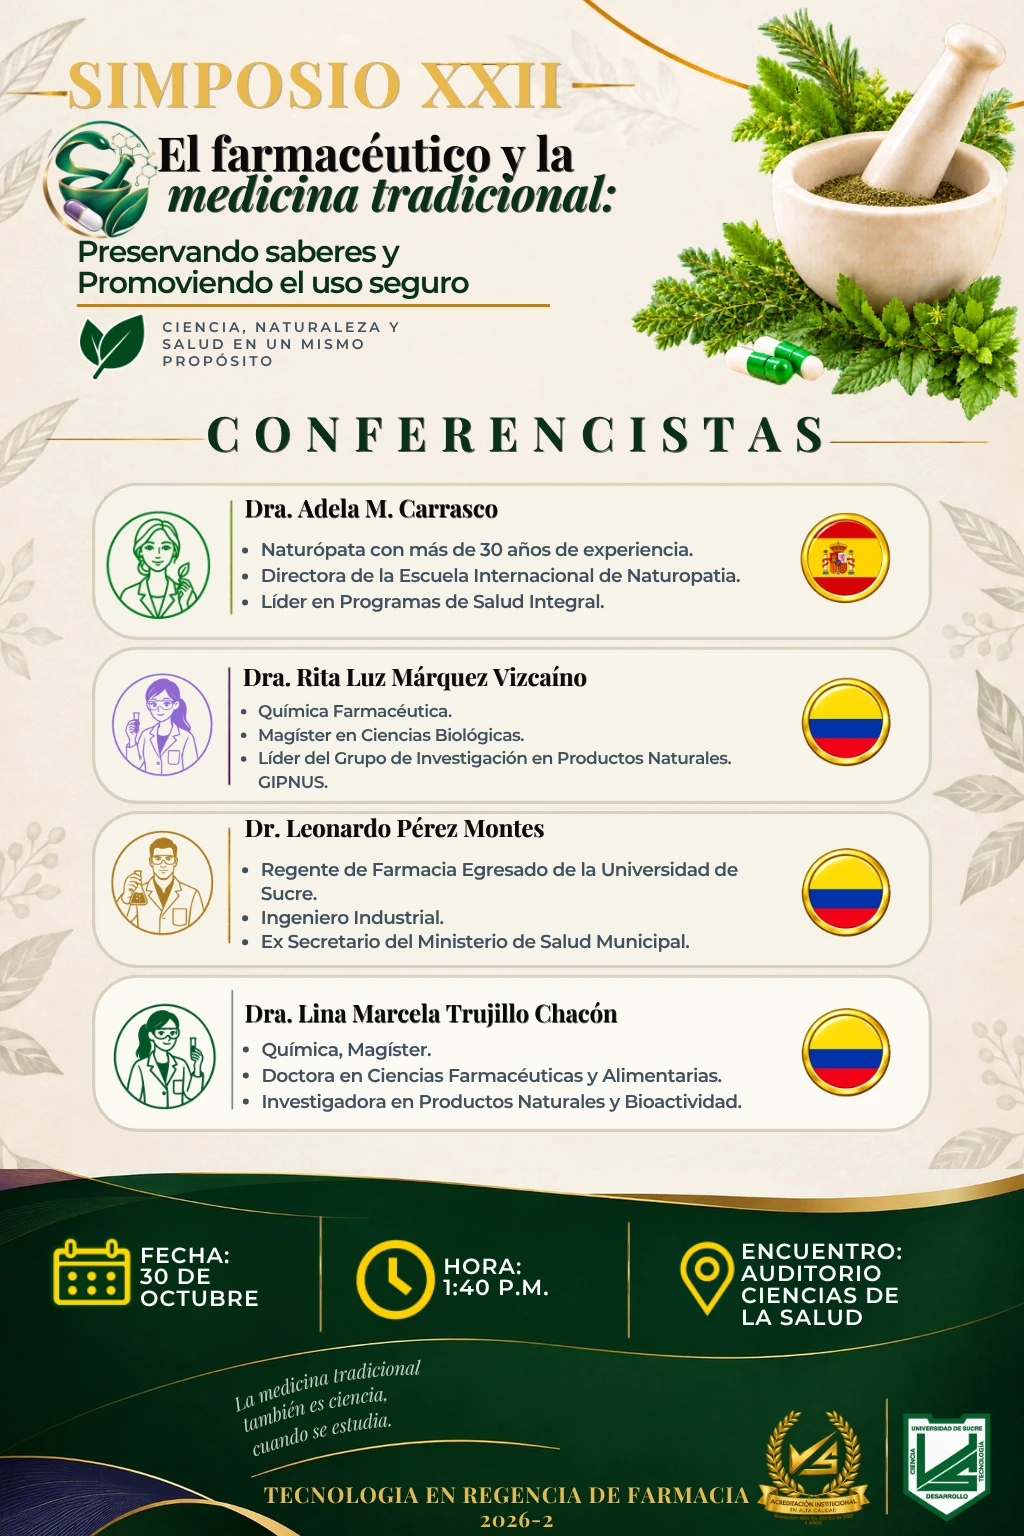 SIMPOSIO XXII
El farmacéutico y la
medicina tradicional:
Preservando saberes y
Promoviendo el uso seguro
CIENCIA, NATURALEZA Y
SALUD EN UN MISMO
PROPÓSITO
CONFERENCISTAS
Dra. Adela M. Carrasco
• Naturópata con más de 30 años de experiencia.
• Directora de la Escuela Internacional de Naturopatia.
• Líder en Programas de Salud Integral.
Dra. Rita Luz Márquez Vizcaíno
• Química Farmacéutica.
• Magíster en Ciencias Biológicas.
• Líder del Grupo de Investigación en Productos Naturales.
GIPNUS.
Dr. Leonardo Pérez Montes
• Regente de Farmacia Egresado de la Universidad de
Sucre.
• Ingeniero Industrial.
• Ex Secretario del Ministerio de Salud Municipal.
Dra. Lina Marcela Trujillo Chacón
• Química, Magíster.
• Doctora en Ciencias Farmacéuticas y Alimentarias.
• Investigadora en Productos Naturales y Bioactividad.
FECHA:
30 DE
OCTUBRE
HORA:
1:40 P.M.
ENCUENTRO:
AUDITORIO
CIENCIAS DE
LA SALUD
La medicina tradicional
también es ciencia,
cuando se estudia.
TECNOLOGIA EN REGENCIA DE FARMACIA
2026-2
ACREDITACIÓN INSTITUCIONAL
EN ALTA CALIDAD
UNIVERSIDAD DE SUCRE
CIENCIA
TECNOLOGIA
DESARROLLO